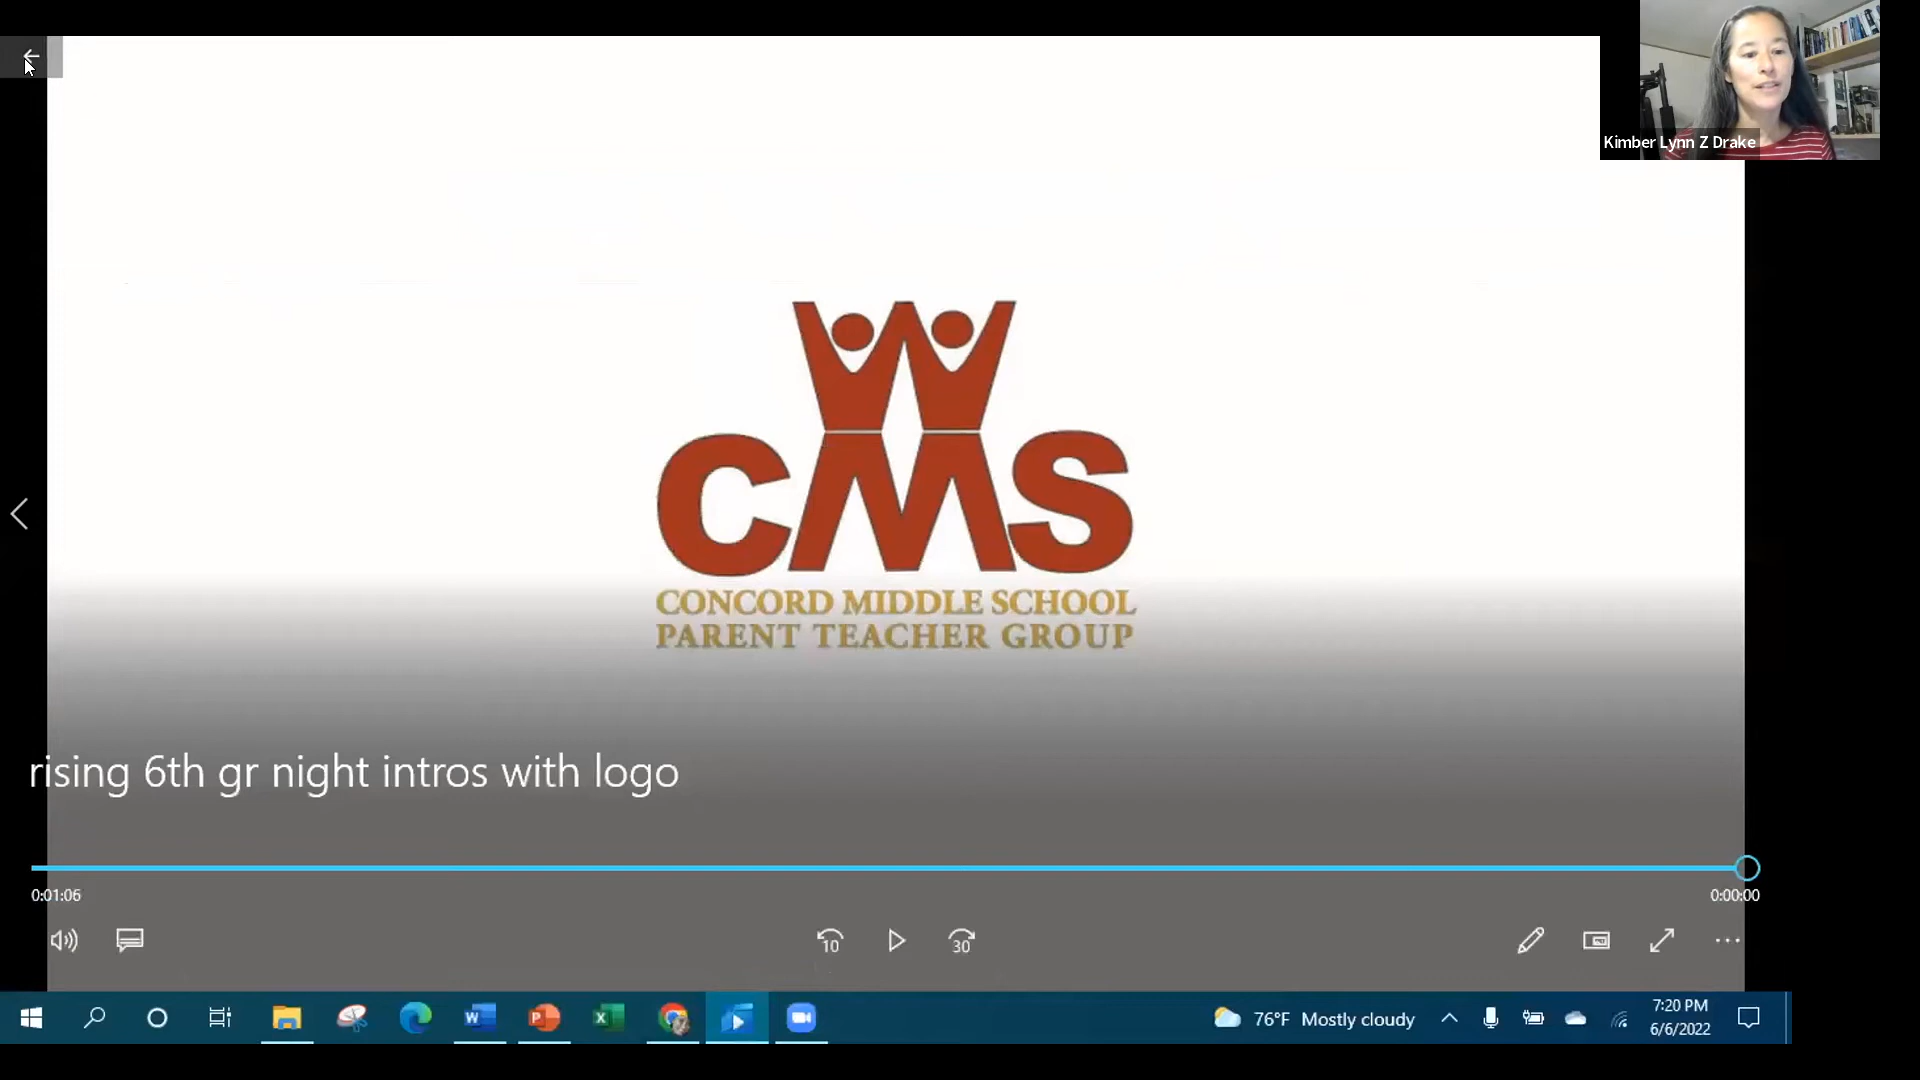 Kimber Lynn Z Drake
CMS
CONCORD MIDDLE SCHOOL
PARENT TEACHER GROUP
rising 6th gr night intros with logo
0:01:06
0:00:00
10
30
76°F Mostly cloudy
7:20 PM
6/6/2022